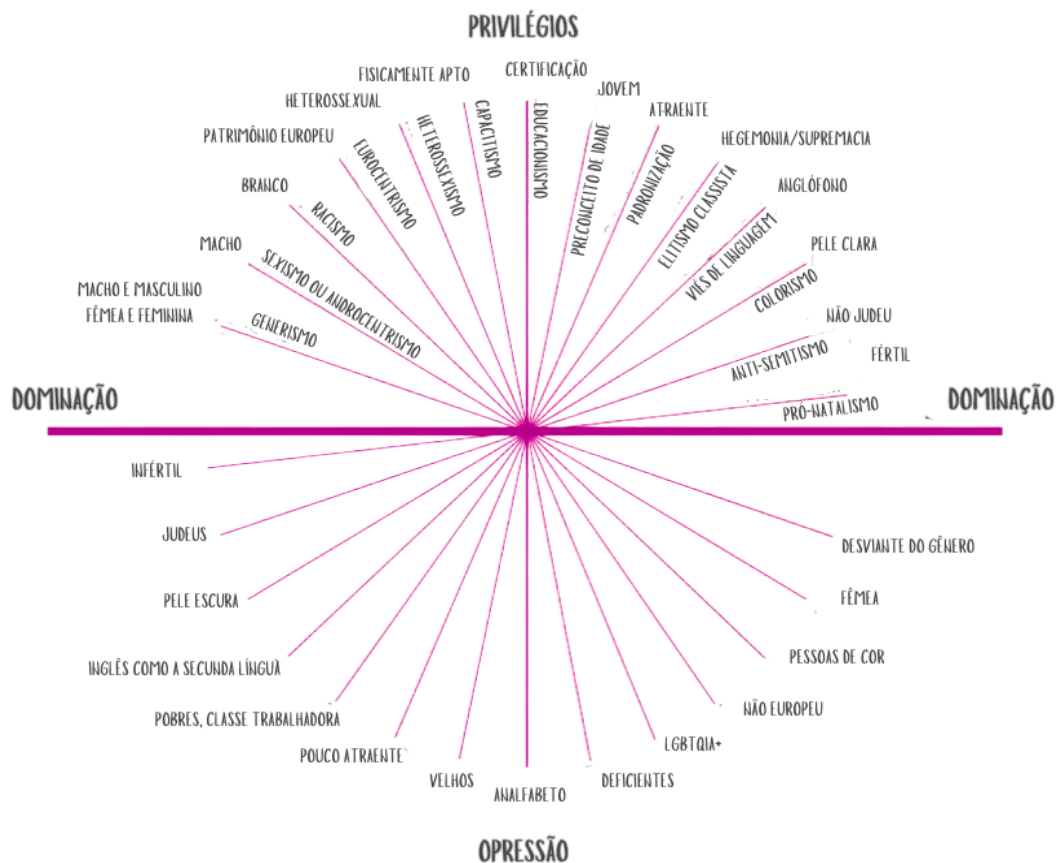 PRIVILÉGIOS
CERTIFICAÇÃO
FISICAMENTE APTO
JOVEM
HETEROSSEXUAL
ATRAENTE
PATRIMÔNIO EUROPEU
HEGEMONIA/SUPREMACIA
BRANCO
ANGLÓFONO
MACHO
PELE CLARA
MACHO E MASCULINO
FÊMEA E FEMININA
NÃO JUDEU
FÉRTIL
GENERISMO
SEXISMO OU ANDROCENTRISMO
RACISMO
EUROCENTRISMO
HETEROSSEXISMO
CAPACITISMO
EDUCACIONISMO
PRECONCEITO DE IDADE
PADRONIZAÇÃO
ELITISMO CLASSISTA
VIÉS DE LINGUAGEM
COLORISMO
ANTI-SEMITISMO
PRÓ-NATALISMO
DOMINAÇÃO
DOMINAÇÃO
INFÉRTIL
JUDEUS
DESVIANTE DO GÊNERO
PELE ESCURA
FÊMEA
INGLÊS COMO A SECUNDA LÍNGUA
PESSOAS DE COR
POBRES, CLASSE TRABALHADORA
NÃO EUROPEU
POUCO ATRAENTE
LGBTQIA+
VELHOS
DEFICIENTES
ANALFABETO
OPRESSÃO